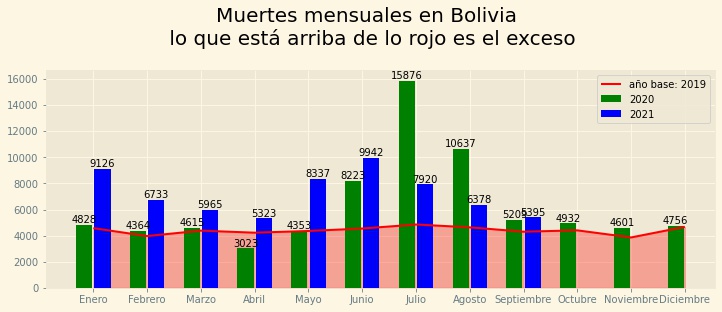 Muertes mensuales en Bolivia
lo que está arriba de lo rojo es el exceso
16000
14000
12000
10000
8000
6000
4000
2000
0
año base: 2019
2020
2021
4828
9126
4364
6733
4615
5965
3023
5323
4353
8337
8223
9942
15876
7920
10637
6378
5395
4932
4601
4756
Enero
Febrero
Marzo
Abril
Mayo
Junio
Julio
Agosto
Septiembre
Octubre
Noviembre
Diciembre